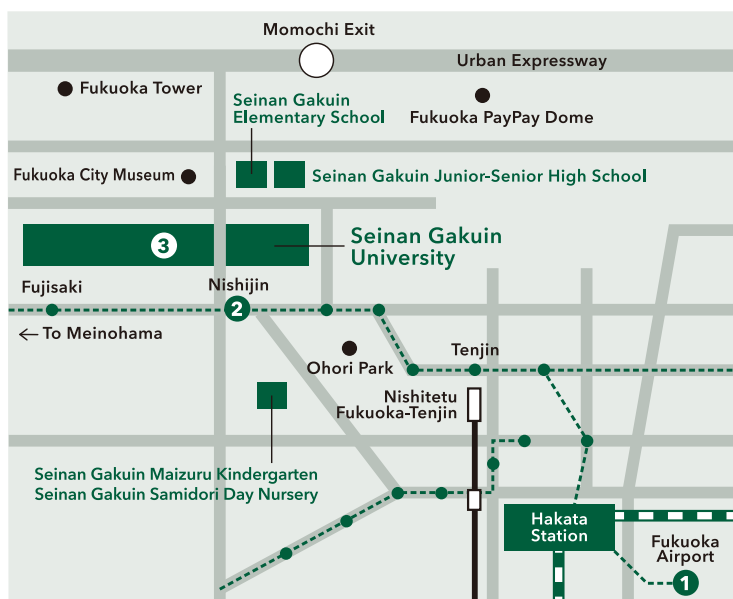 Momochi Exit
Urban Expressway
Fukuoka Tower
Seinan Gakuin
Elementary School
Fukuoka PayPay Dome
Fukuoka City Museum
Seinan Gakuin Junior-Senior High School
3
Seinan Gakuin
University
Fujisaki
Nishijin
2
← To Meinohama
Ohori Park
Tenjin
Nishitetu
Fukuoka-Tenjin
Seinan Gakuin Maizuru Kindergarten
Seinan Gakuin Samidori Day Nursery
Hakata
Station
Fukuoka
Airport
1